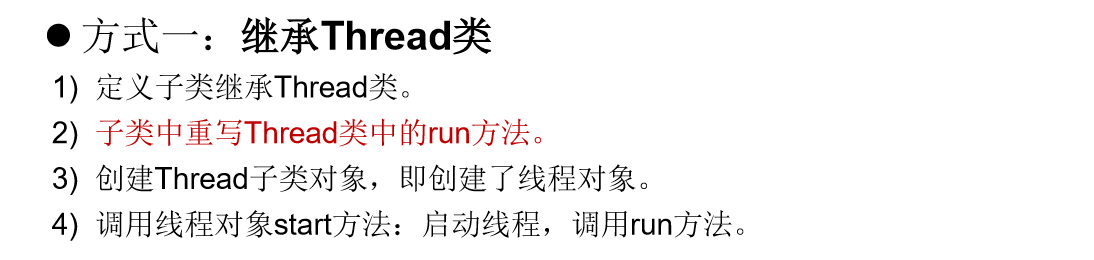 ● 方式一：继承Thread类
1) 定义子类继承Thread类。
2) 子类中重写Thread类中的run方法。
3) 创建Thread子类对象，即创建了线程对象。
4) 调用线程对象start方法：启动线程，调用run方法。